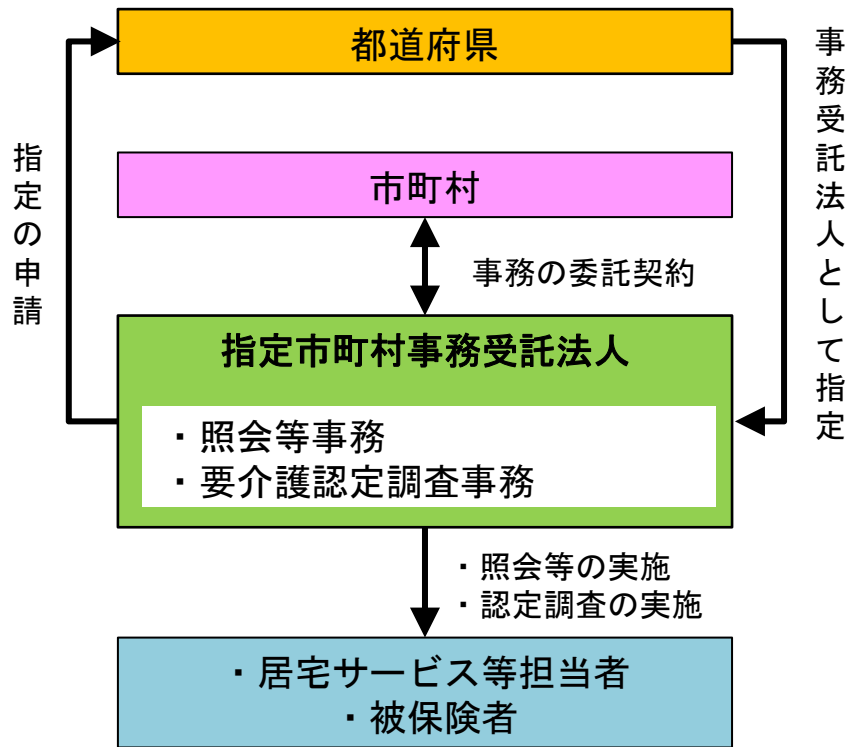 都道府県
事務受託法人として指定
指定の申請
市町村
事務の委託契約
指定市町村事務受託法人
・照会等事務
・要介護認定調査事務
・照会等の実施
・認定調査の実施
・居宅サービス等担当者
・被保険者